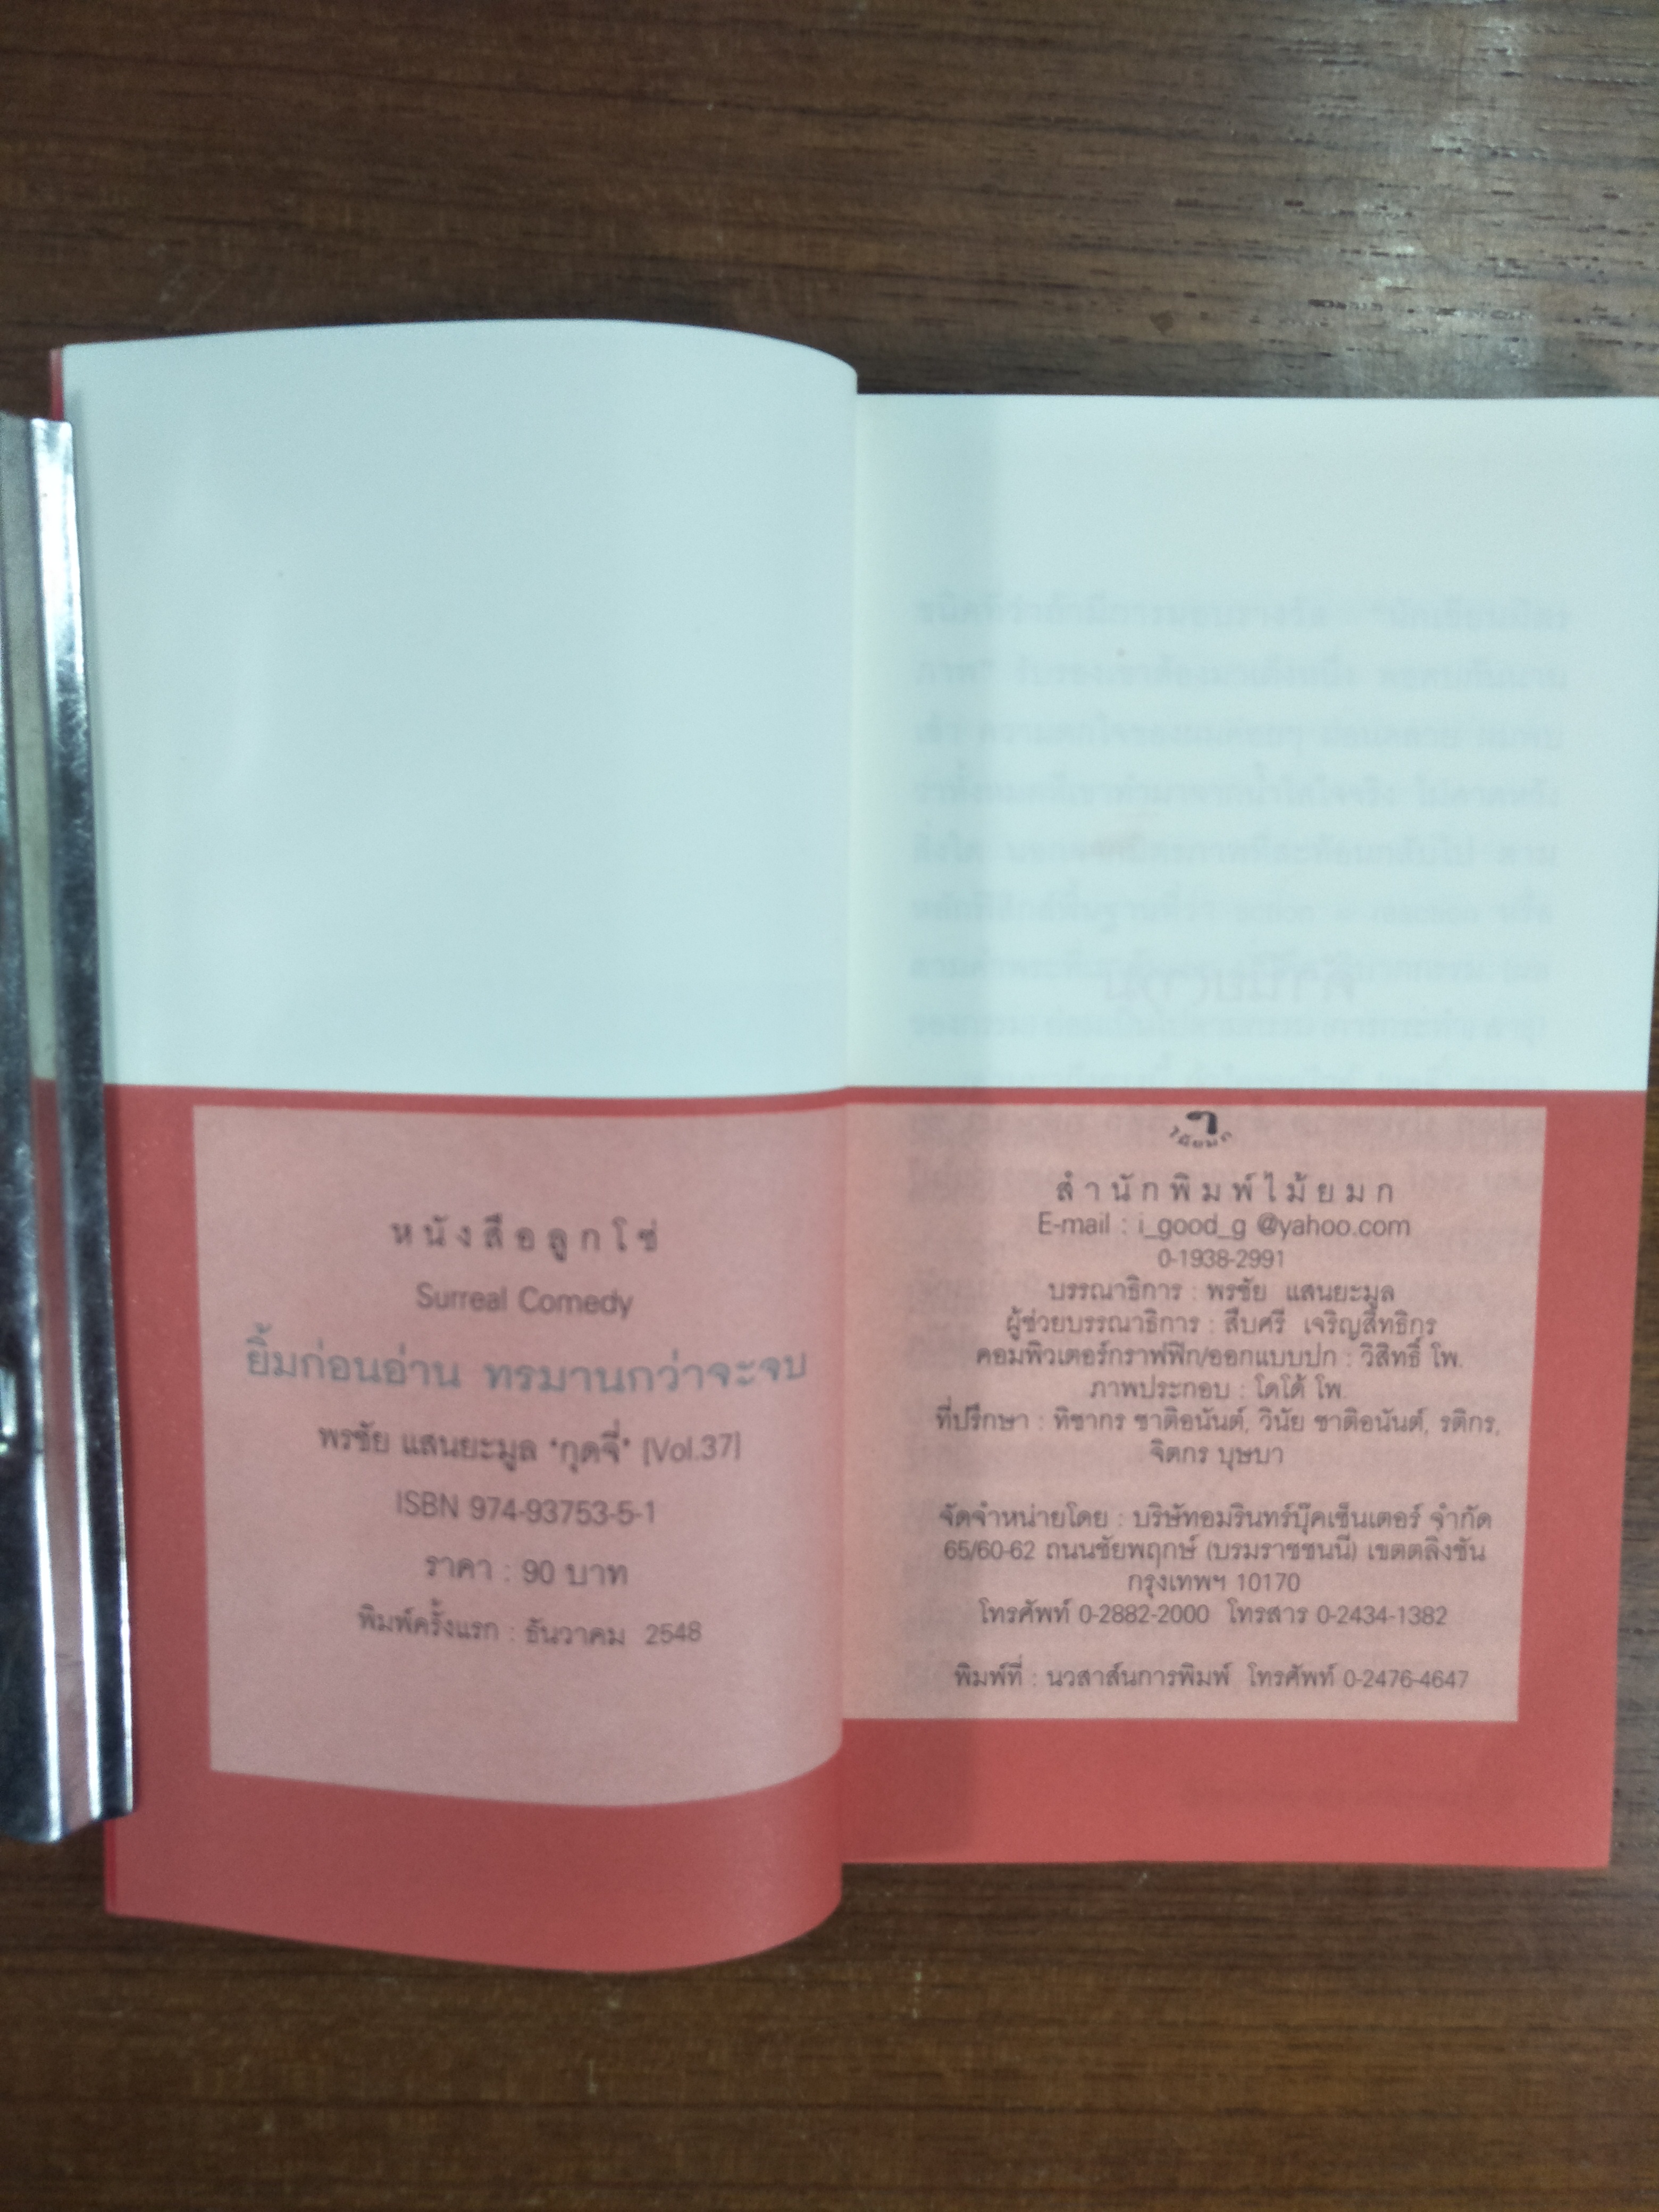 หนังสือลูกโซ่
Surreal Comedy
ยิ้มก่อนอ่าน ทรมานกว่าจะจบ
พรชัย แสนยะมูล "กุดจี่" [Vol.37]
ISBN 974-93753-5-1
ราคา : 90 บาท
พิมพ์ครั้งแรก : ธันวาคม 2548
ๆ
ไม้ยมก
สำนักพิมพ์ไม้ยมก
E-mail : i_good_g @yahoo.com
0-1938-2991
บรรณาธิการ : พรชัย แสนยะมูล
ผู้ช่วยบรรณาธิการ : สืบศรี เจริญสิทธิกร
คอมพิวเตอร์กราฟฟิก/ออกแบบปก : วิสิทธิ์ โพ.
ภาพประกอบ : โดโด้ โพ.
ที่ปรึกษา : ทิชากร ชาติอนันต์, วินัย ชาติอนันต์, รติกร,
จิตกร บุษบา
จัดจำหน่ายโดย : บริษัทอมรินทร์บุ๊คเซ็นเตอร์ จำกัด
65/60-62 ถนนชัยพฤกษ์ (บรมราชชนนี) เขตตลิ่งชัน
กรุงเทพฯ 10170
โทรศัพท์ 0-2882-2000 โทรสาร 0-2434-1382
พิมพ์ที่ : นวสาส์นการพิมพ์ โทรศัพท์ 0-2476-4647